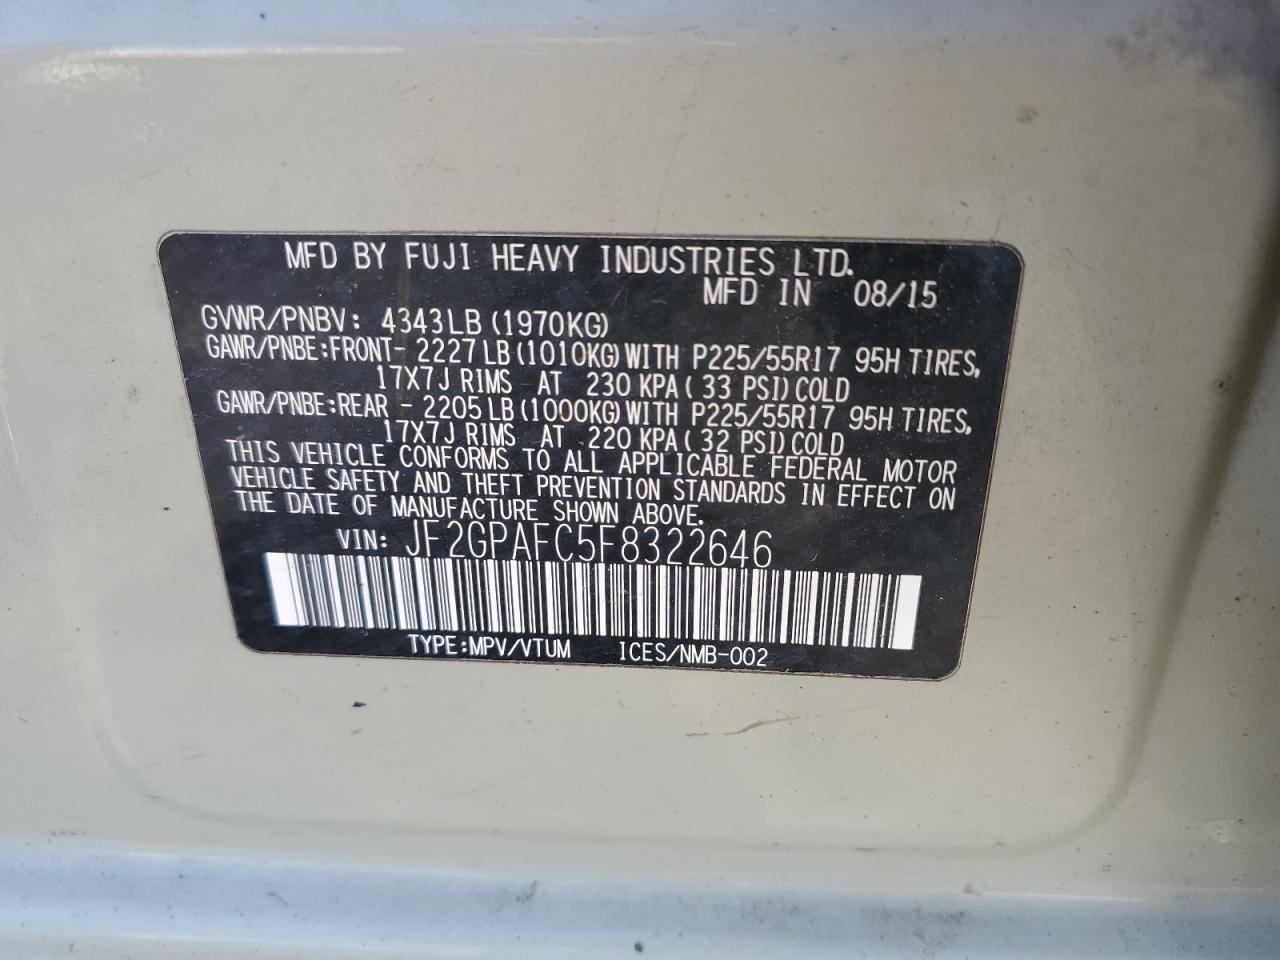 MFD BY FUJI HEAVY INDUSTRIES LTD.
MFD IN 08/15
GVWR/PNBV: 4343LB (1970KG)
GAWR/PNBE:FRONT- 2227 LB (1010KG) WITH P225/55R17 95H TIRES,
17X7J RIMS AT 230 KPA( 33 PSI) COLD
GAWR/PNBE:REAR - 2205 LB (1000KG) WITH P225/55R17 95H TIRES,
17X7J RIMS AT 220 KPA( 32 PSI) COLD
THIS VEHICLE CONFORMS TO ALL APPLICABLE FEDERAL MOTOR
VEHICLE SAFETY AND THEFT PREVENTION STANDARDS IN EFFECT ON
THE DATE OF MANUFACTURE SHOWN ABOVE.
VIN: JF2GPAFC5F8322646
TYPE:MPV/VTUM ICES/NMB-002